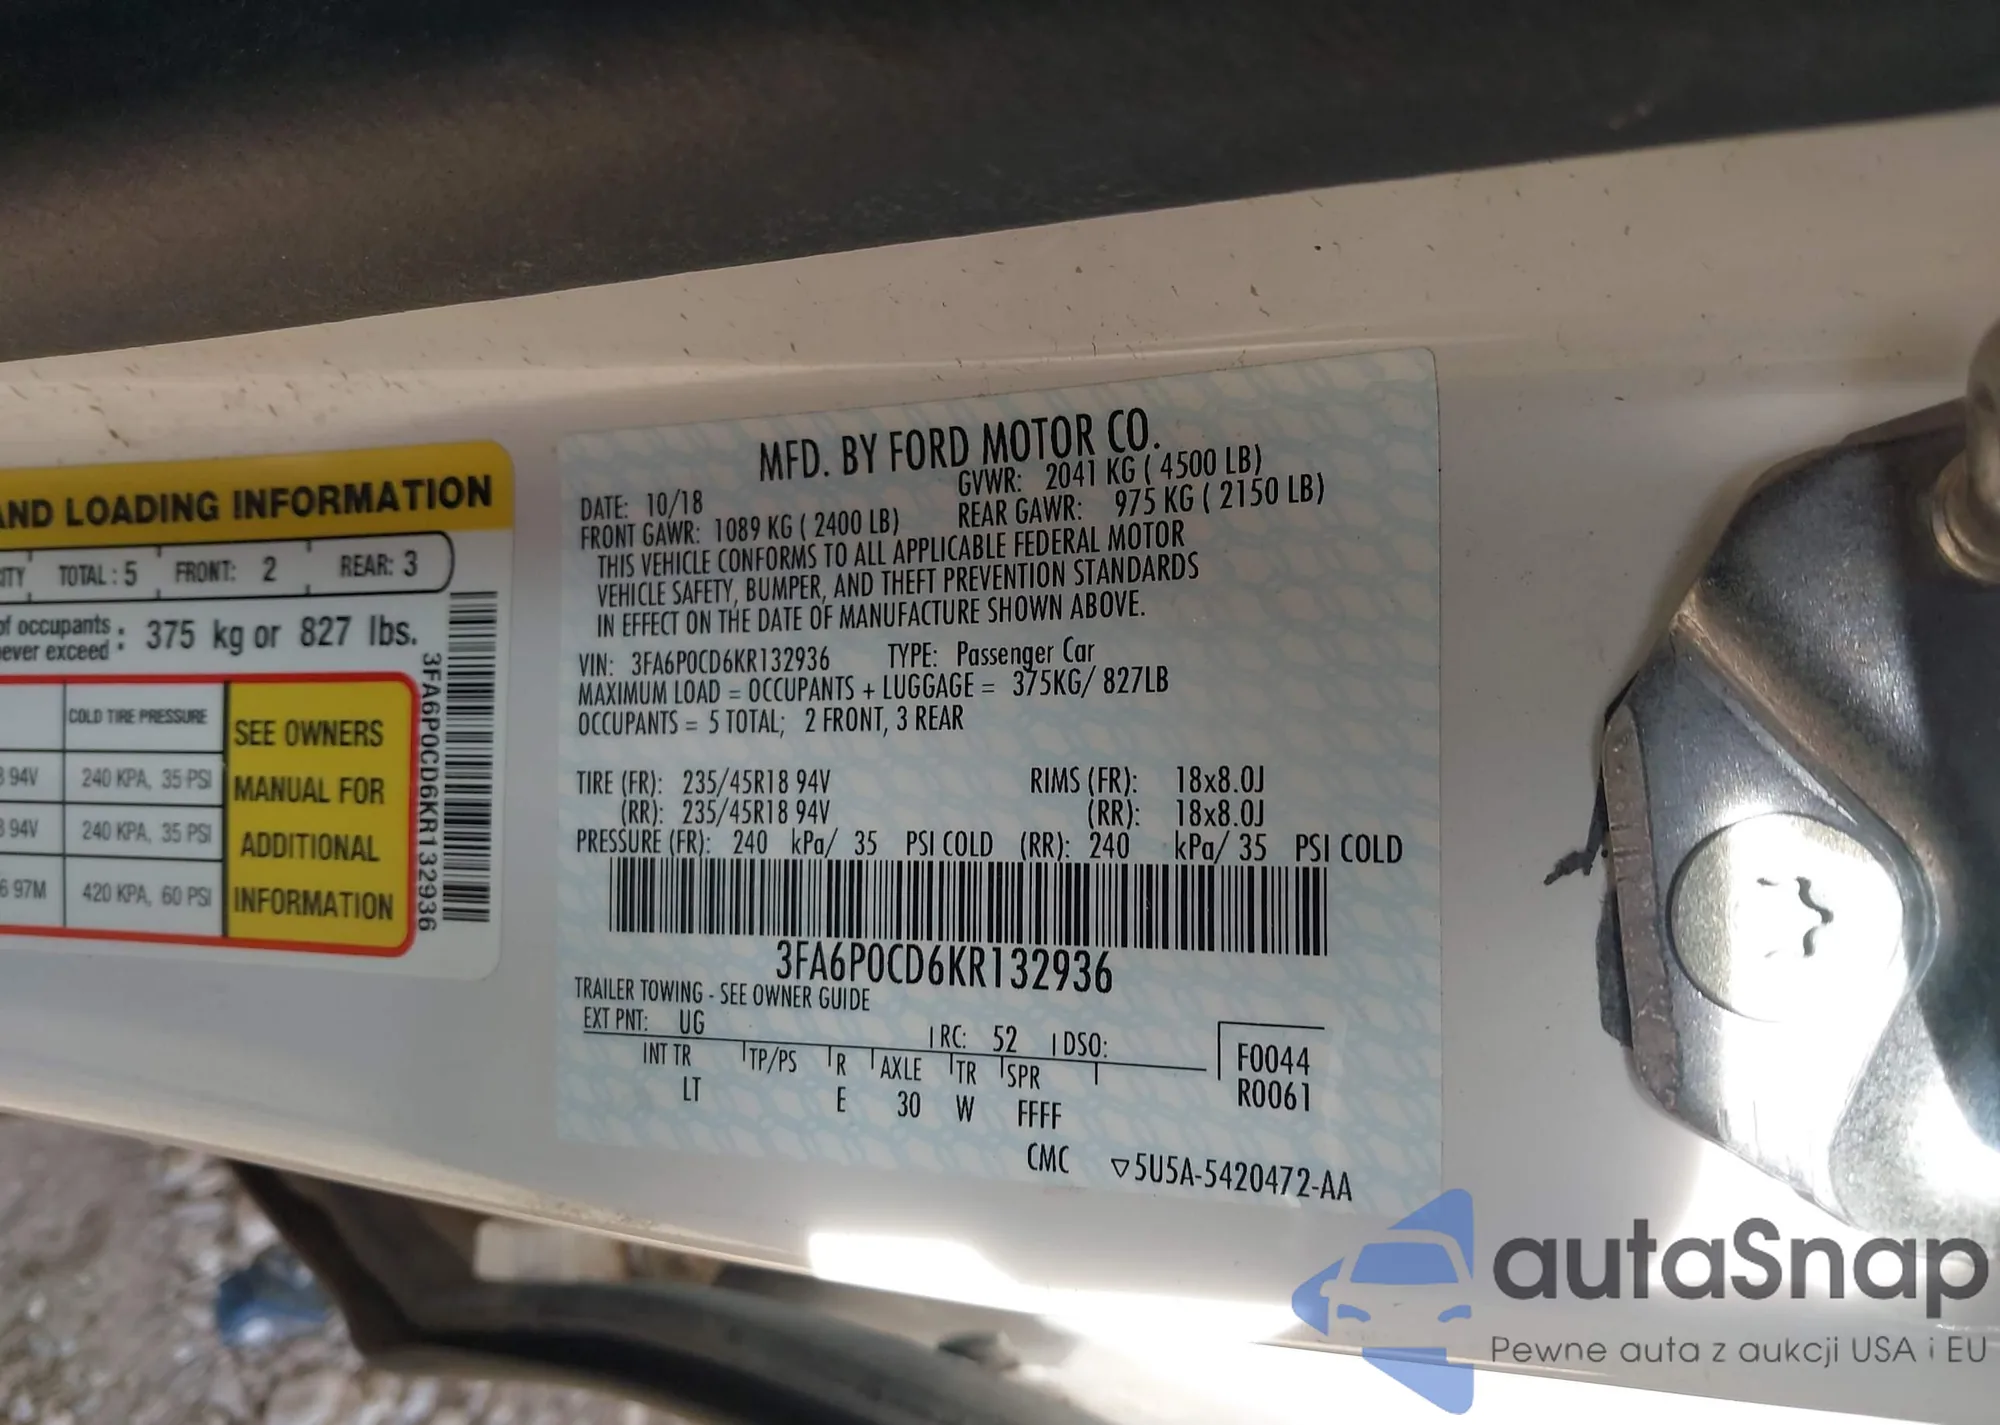 AND LOADING INFORMATION
TOTAL: 5 FRONT: 2 REAR: 3
of occupants
never exceed : 375 kg or 827 lbs.
COLD TIRE PRESSURE
94V 240 KPA, 35 PSI
94V 240 KPA, 35 PSI
97M 420 KPA, 60 PSI
SEE OWNERS
MANUAL FOR
ADDITIONAL
INFORMATION
3FA6P0CD6KR132936
MFD. BY FORD MOTOR CO.
DATE: 10/18 GVWR: 2041 KG ( 4500 LB)
FRONT GAWR: 1089 KG ( 2400 LB) REAR GAWR: 975 KG ( 2150 LB)
THIS VEHICLE CONFORMS TO ALL APPLICABLE FEDERAL MOTOR
VEHICLE SAFETY, BUMPER, AND THEFT PREVENTION STANDARDS
IN EFFECT ON THE DATE OF MANUFACTURE SHOWN ABOVE.
VIN: 3FA6P0CD6KR132936 TYPE: Passenger Car
MAXIMUM LOAD = OCCUPANTS + LUGGAGE = 375KG/ 827LB
OCCUPANTS = 5 TOTAL; 2 FRONT, 3 REAR
TIRE (FR): 235/45R18 94V RIMS (FR): 18x8.0J
(RR): 235/45R18 94V (RR): 18x8.0J
PRESSURE (FR): 240 kPa/ 35 PSI COLD (RR): 240 kPa/ 35 PSI COLD
3FA6P0CD6KR132936
TRAILER TOWING - SEE OWNER GUIDE
EXT PNT: UG RC: 52 DSO:
INT TR TP/PS R AXLE TR SPR
LT E 30 W FFFF
F0044
R0061
CMC ▽5U5A-5420472-AA
autaSnap
Pewne auta z aukcji USA i EU